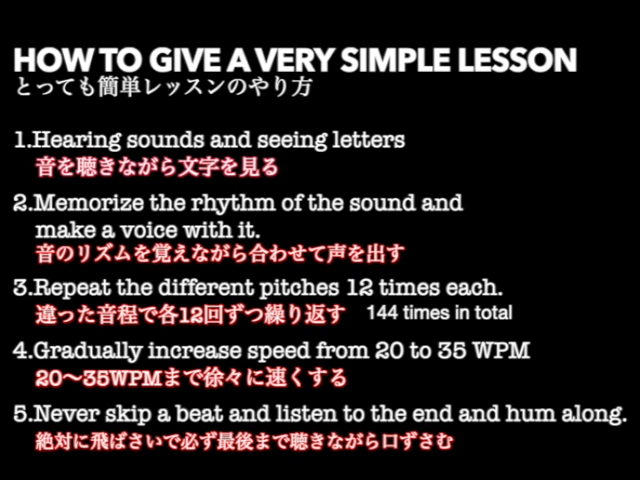 HOW TO GIVE A VERY SIMPLE LESSON
とっても簡単レッスンのやり方
1.Hearing sounds and seeing letters
音を聴きながら文字を見る
2.Memorize the rhythm of the sound and
make a voice with it.
音のリズムを覚えながら合わせて声を出す
3.Repeat the different pitches 12 times each.
違った音程で各12回ずつ繰り返す 144 times in total
4.Gradually increase speed from 20 to 35 WPM
20〜35WPMまで徐々に速くする
5.Never skip a beat and listen to the end and hum along.
絶対に飛ばさいで必ず最後まで聴きながら口ずさむ